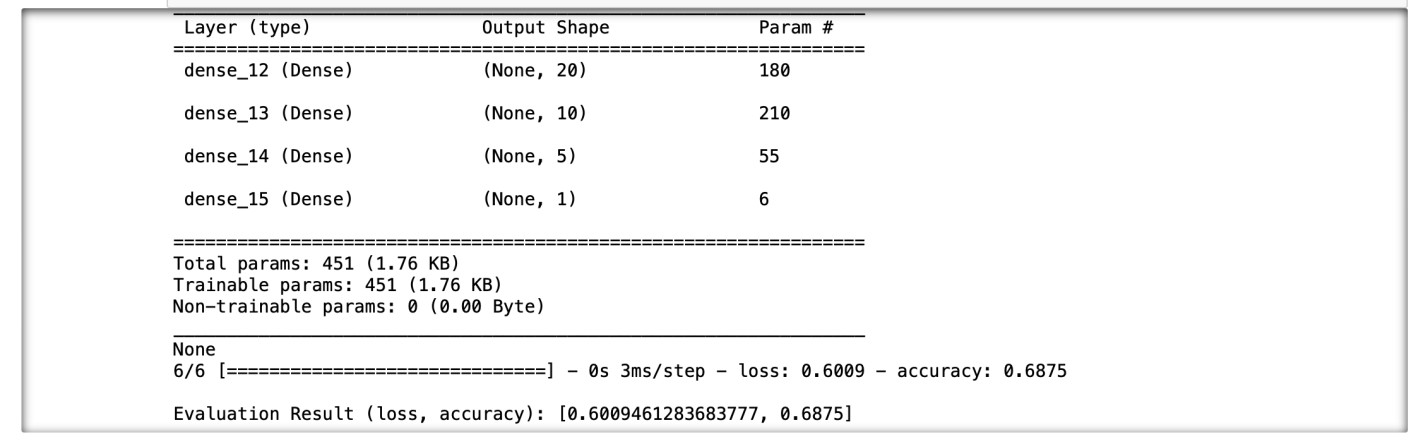 Layer (type) Output Shape Param #
=================================================================
dense_12 (Dense) (None, 20) 180
dense_13 (Dense) (None, 10) 210
dense_14 (Dense) (None, 5) 55
dense_15 (Dense) (None, 1) 6
=================================================================
Total params: 451 (1.76 KB)
Trainable params: 451 (1.76 KB)
Non-trainable params: 0 (0.00 Byte)
_________________________________________________________________
None
6/6 [==============================] - 0s 3ms/step - loss: 0.6009 - accuracy: 0.6875
Evaluation Result (loss, accuracy): [0.6009461283683777, 0.6875]